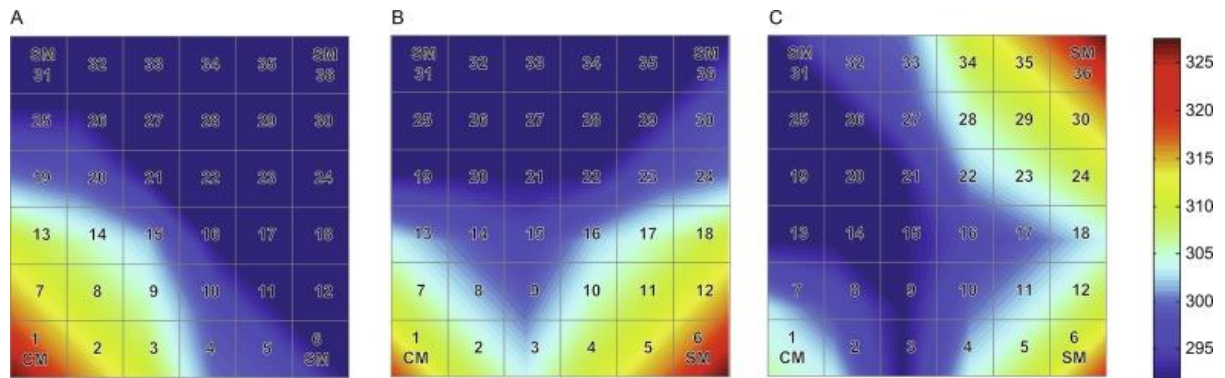 A
B
C
SM 31 32 33 34 35 SM 36
25 26 27 28 29 30
19 20 21 22 23 24
13 14 15 16 17 18
7 8 9 10 11 12
1 CM 2 3 4 5 6 SM
SM 31 32 33 34 35 SM 36
25 26 27 28 29 30
19 20 21 22 23 24
13 14 15 16 17 18
7 8 9 10 11 12
1 CM 2 3 4 5 6 SM
SM 31 32 33 34 35 SM 36
25 26 27 28 29 30
19 20 21 22 23 24
13 14 15 16 17 18
7 8 9 10 11 12
1 CM 2 3 4 5 6 SM
325
320
315
310
305
300
295